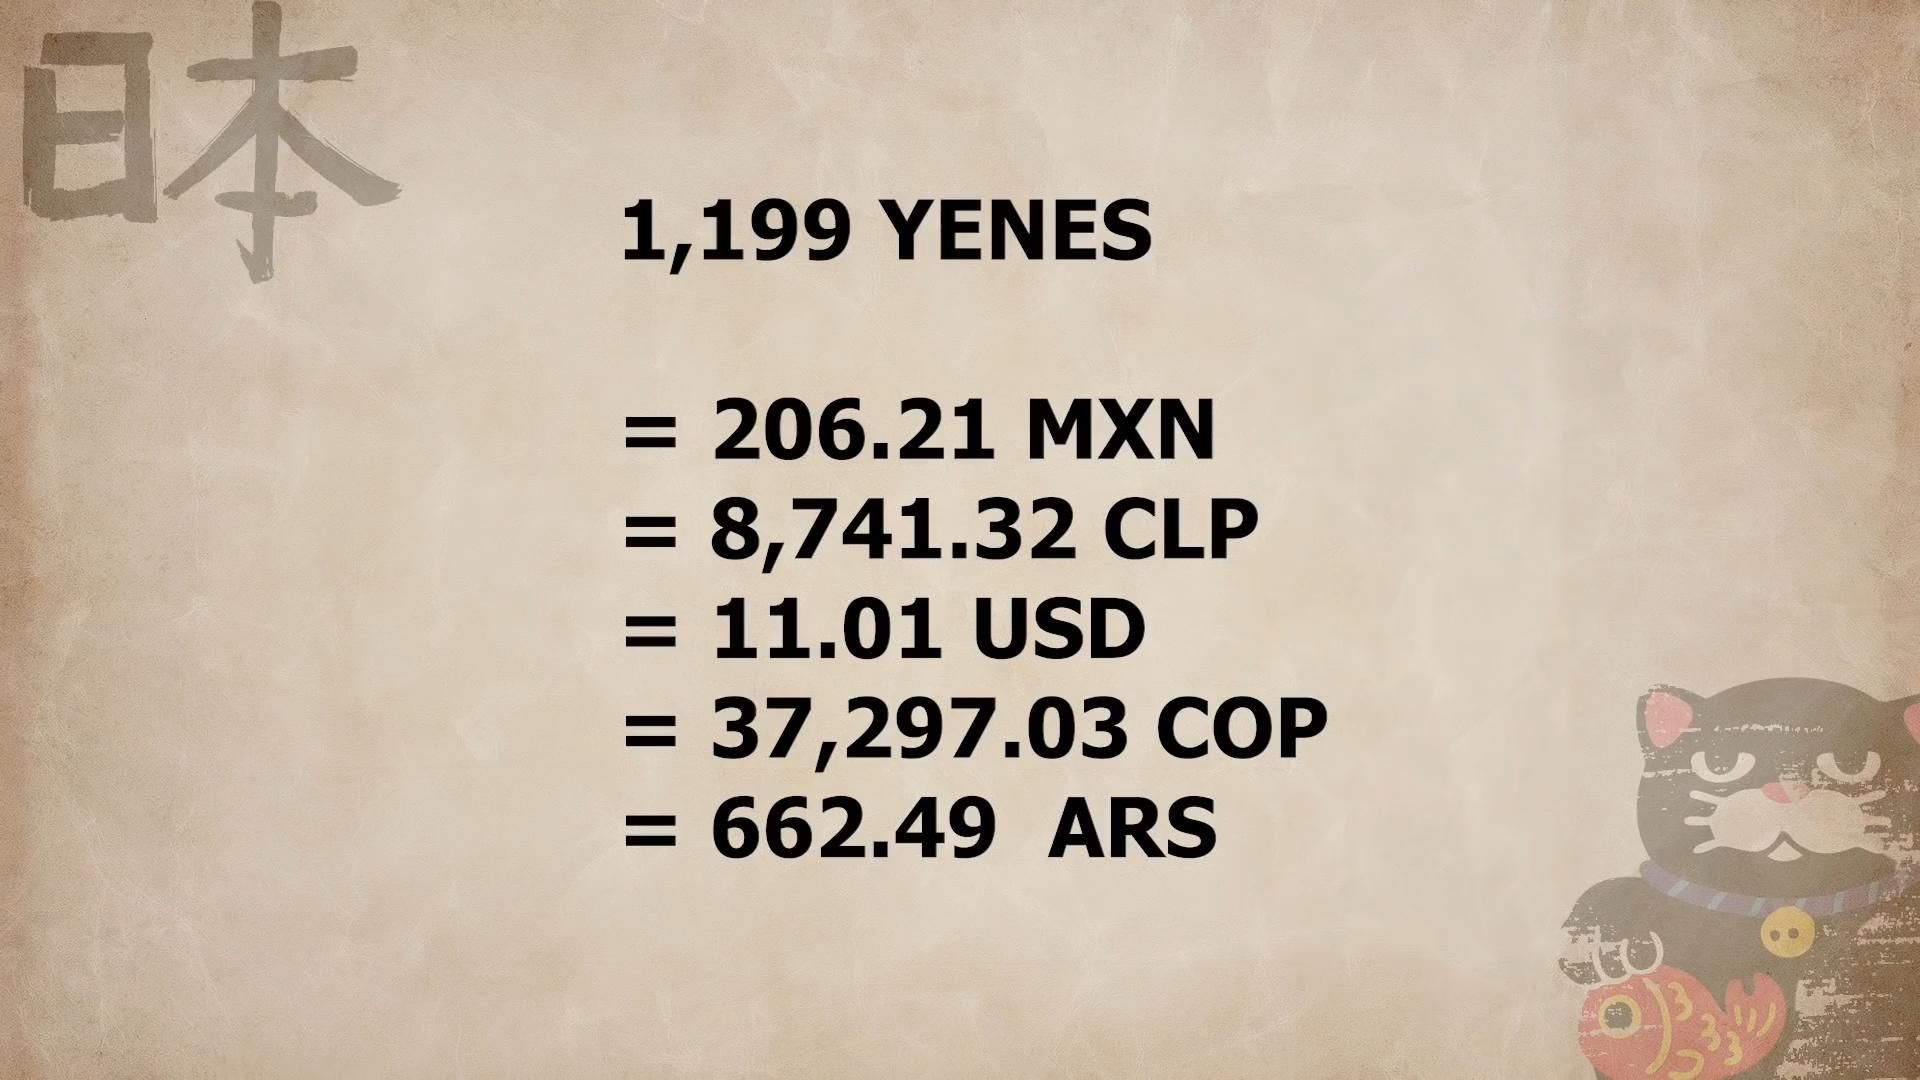 日本
1,199 YENES
= 206.21 MXN
= 8,741.32 CLP
= 11.01 USD
= 37,297.03 COP
= 662.49 ARS